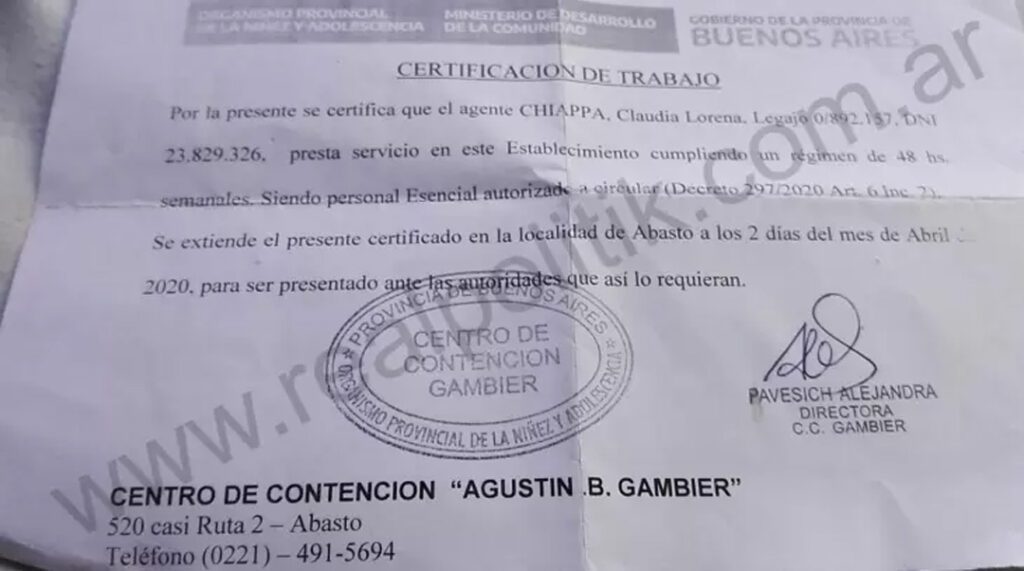 ORGANISMO PROVINCIAL
DE LA NIÑEZ Y ADOLESCENCIA
MINISTERIO DE DESARROLLO
DE LA COMUNIDAD
GOBIERNO DE LA PROVINCIA DE
BUENOS AIRES
CERTIFICACION DE TRABAJO
Por la presente se certifica que el agente CHIAPPA, Claudia Lorena, Legajo 0/892.157, DNI
23.829.326, presta servicio en este Establecimiento cumpliendo un régimen de 48 hs.
semanales. Siendo personal Esencial autorizado a circular (Decreto 297/2020 Art. 6 Inc. 2).
Se extiende el presente certificado en la localidad de Abasto a los 2 días del mes de Abril
2020, para ser presentado ante las autoridades que así lo requieran.
PROVINCIA DE BUENOS AIRES
CENTRO DE
CONTENCION
GAMBIER
ORGANISMO PROVINCIAL DE LA NIÑEZ Y ADOLESCENCIA
PAVESICH ALEJANDRA
DIRECTORA
C.C. GAMBIER
CENTRO DE CONTENCION “AGUSTIN .B. GAMBIER”
520 casi Ruta 2 – Abasto
Teléfono (0221) – 491-5694
www.realpolitik.com.ar